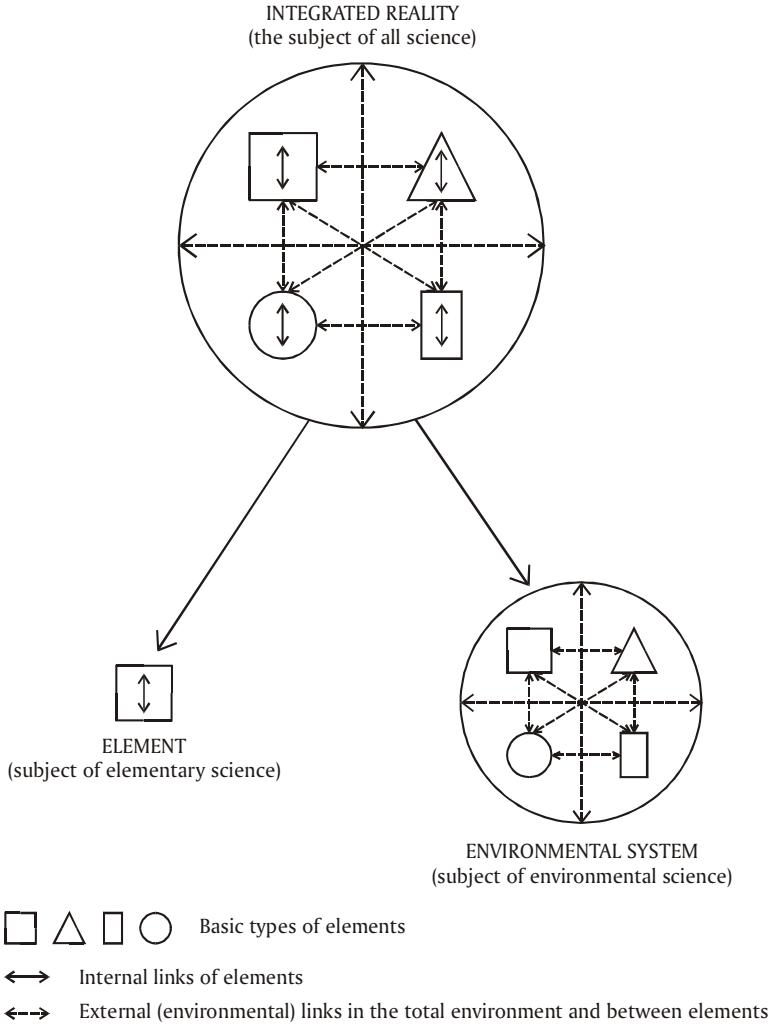 INTEGRATED REALITY
(the subject of all science)
ELEMENT
(subject of elementary science)
ENVIRONMENTAL SYSTEM
(subject of environmental science)
Basic types of elements
Internal links of elements
External (environmental) links in the total environment and between elements